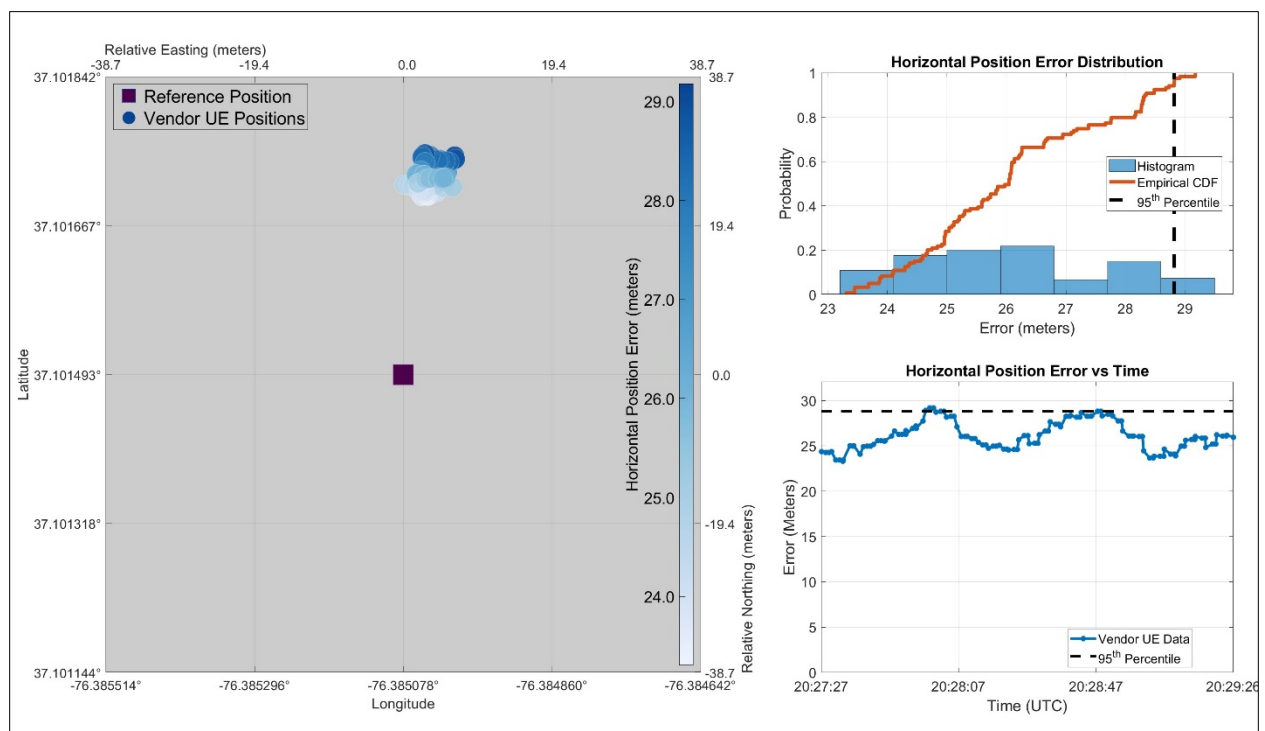 Relative Easting (meters)
-38.7 -19.4 0.0 19.4 38.7
37.101842° 38.7
Reference Position
Vendor UE Positions
29.0
28.0
37.101667° 19.4
27.0
Horizontal Position Error (meters)
Latitude
37.101493° 0.0
26.0
25.0
37.101318° -19.4
Relative Northing (meters)
24.0
37.101144° -38.7
-76.385514° -76.385296° -76.385078° -76.384860° -76.384642°
Longitude
Horizontal Position Error Distribution
1
0.8
Histogram
Empirical CDF
95th Percentile
0.6
Probability
0.4
0.2
0
23 24 25 26 27 28 29
Error (meters)
Horizontal Position Error vs Time
30
25
20
15
Error (Meters)
10
5
Vendor UE Data
95th Percentile
0
20:27:27 20:28:07 20:28:47 20:29:26
Time (UTC)